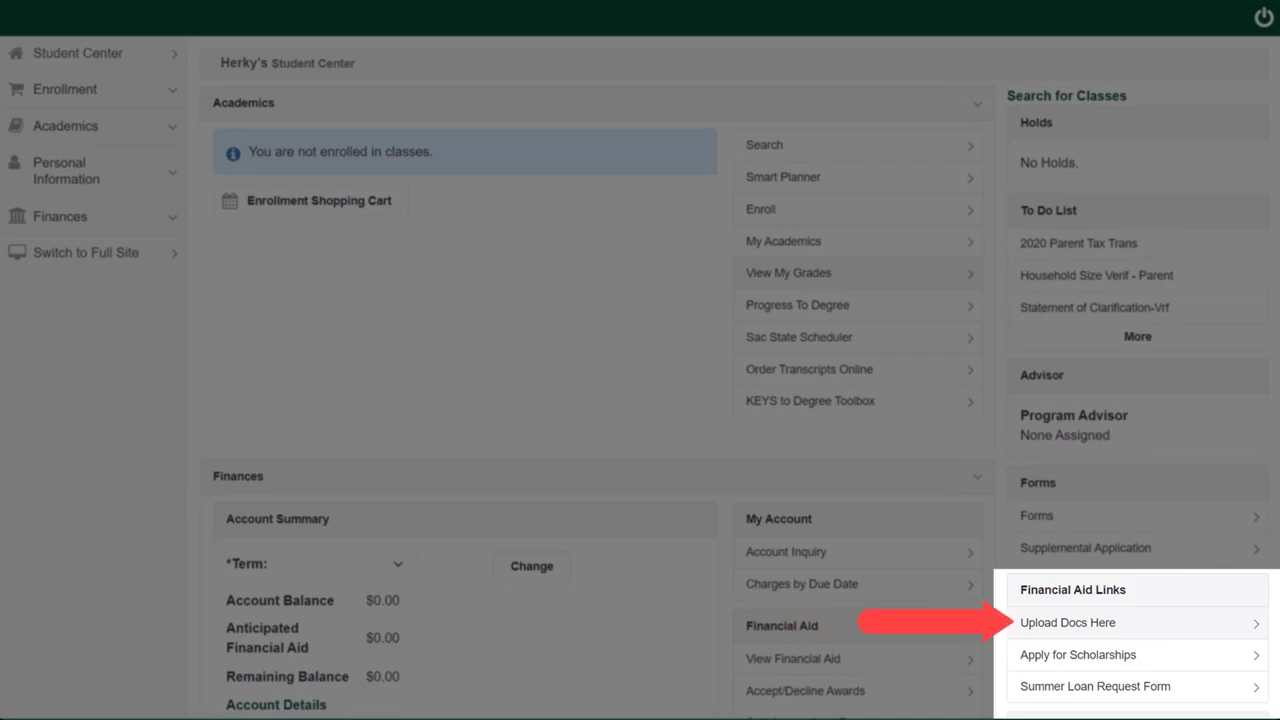 Student Center
Enrollment
Academics
Personal
Information
Finances
Switch to Full Site
Herky's Student Center
Academics
You are not enrolled in classes.
Enrollment Shopping Cart
Search
Smart Planner
Enroll
My Academics
View My Grades
Progress To Degree
Sac State Scheduler
Order Transcripts Online
KEYS to Degree Toolbox
Finances
Account Summary
*Term:
Change
Account Balance $0.00
Anticipated
Financial Aid $0.00
Remaining Balance $0.00
Account Details
My Account
Account Inquiry
Charges by Due Date
Financial Aid
View Financial Aid
Accept/Decline Awards
Search for Classes
Holds
No Holds.
To Do List
2020 Parent Tax Trans
Household Size Verif - Parent
Statement of Clarification-Vrf
More
Advisor
Program Advisor
None Assigned
Forms
Forms
Supplemental Application
Financial Aid Links
Upload Docs Here
Apply for Scholarships
Summer Loan Request Form